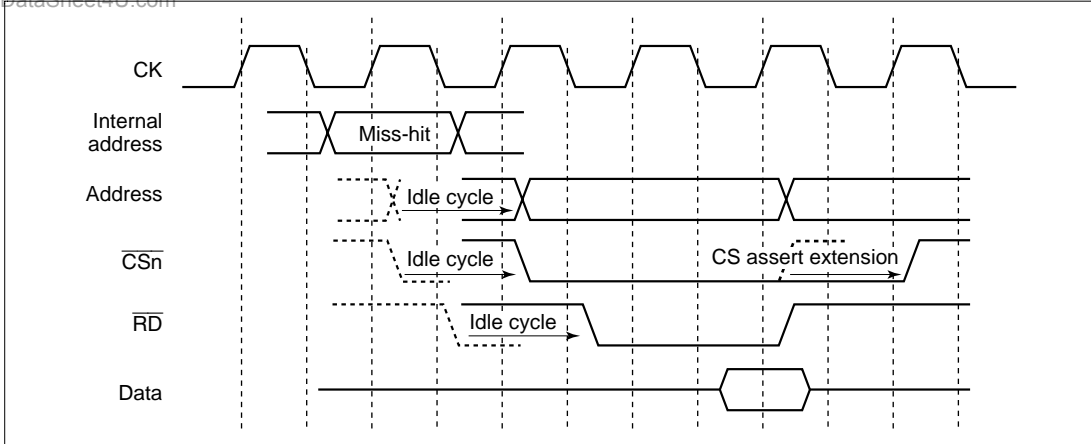 DataSheet4U.com
CK
Internal
address
Miss-hit
Address
Idle cycle
CSn
Idle cycle
CS assert extension
RD
Idle cycle
Data